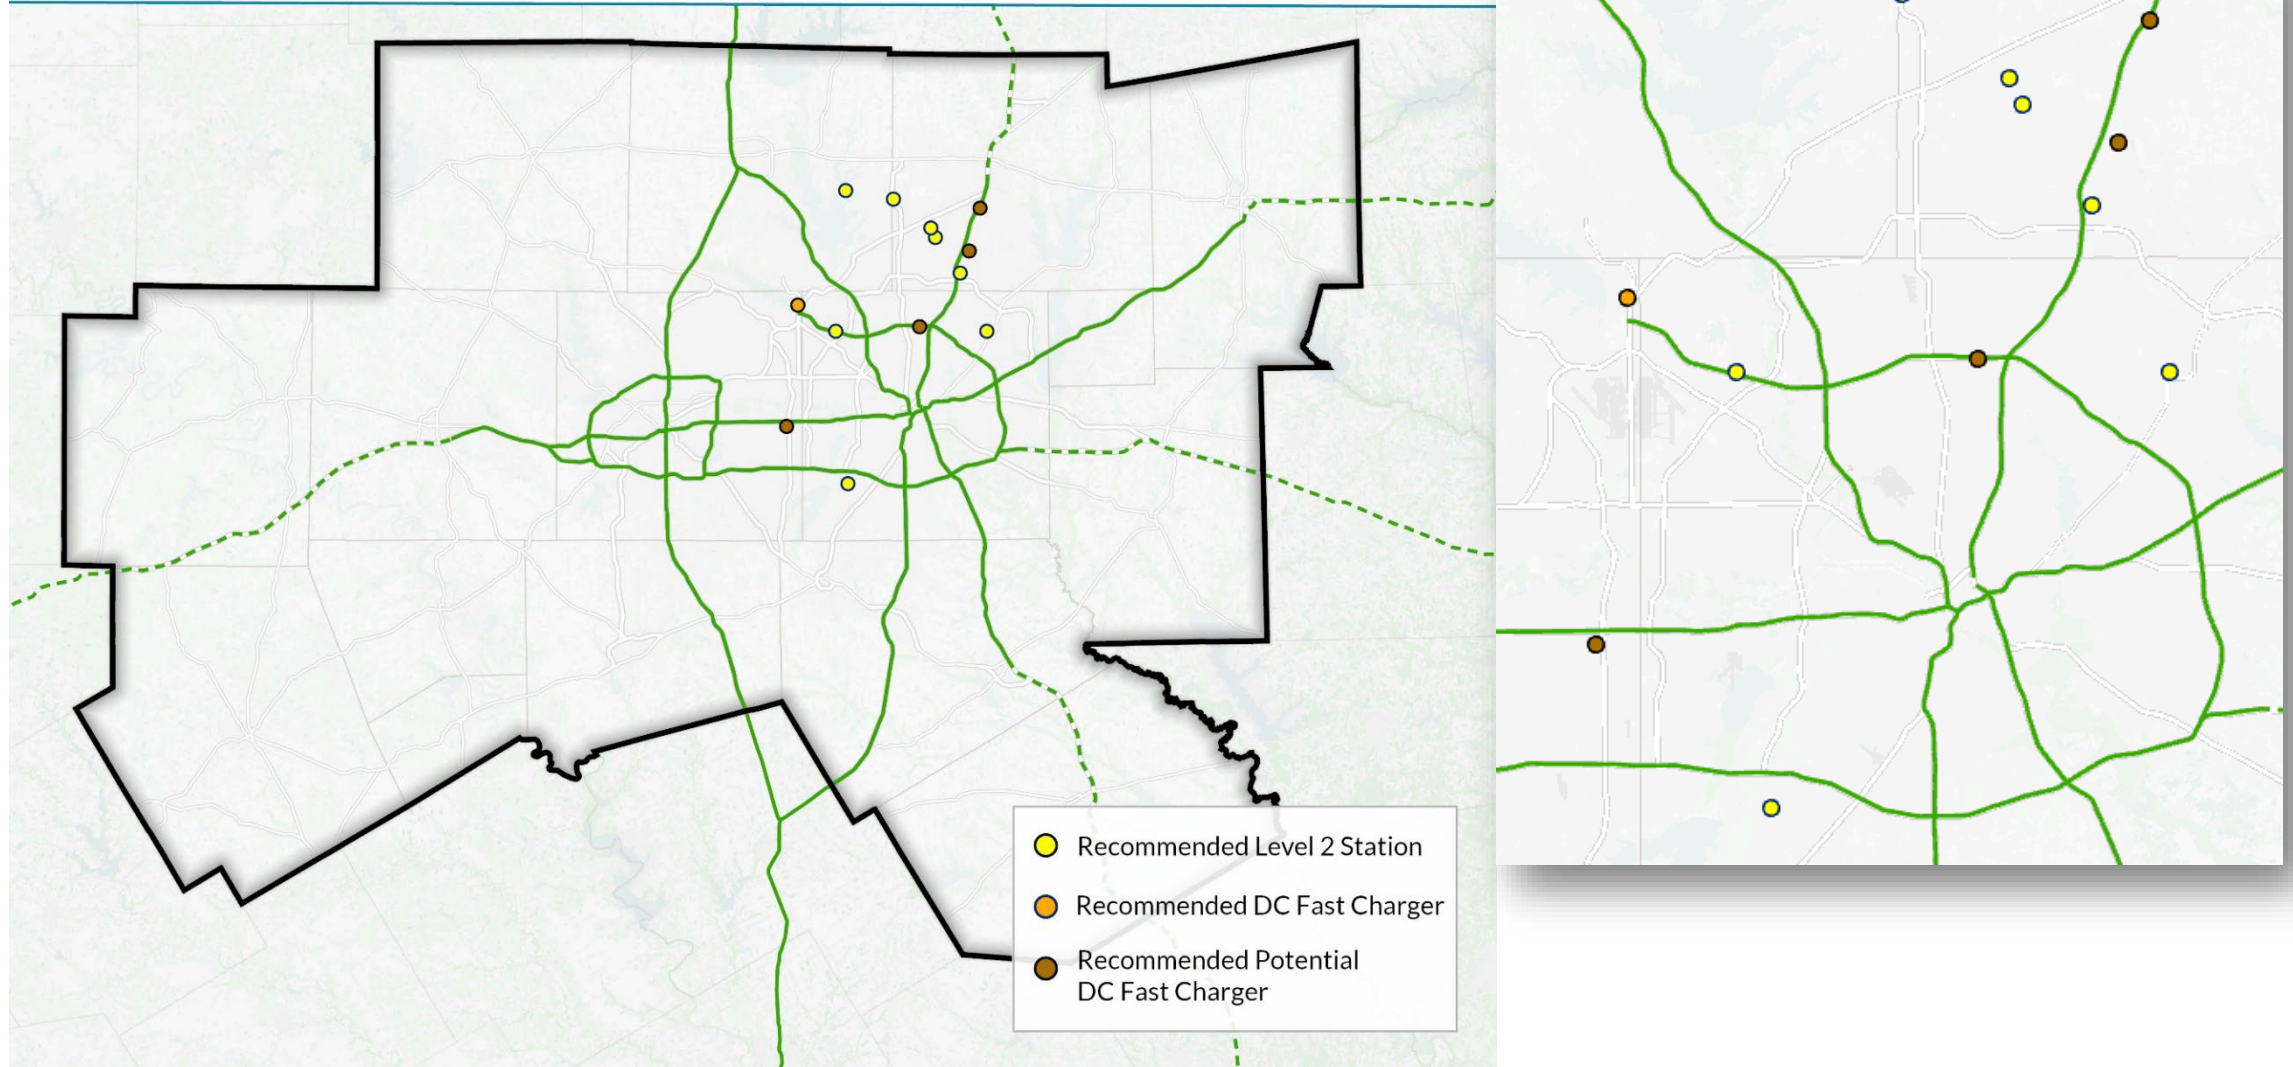 Recommended Level 2 Station
Recommended DC Fast Charger
Recommended Potential
DC Fast Charger